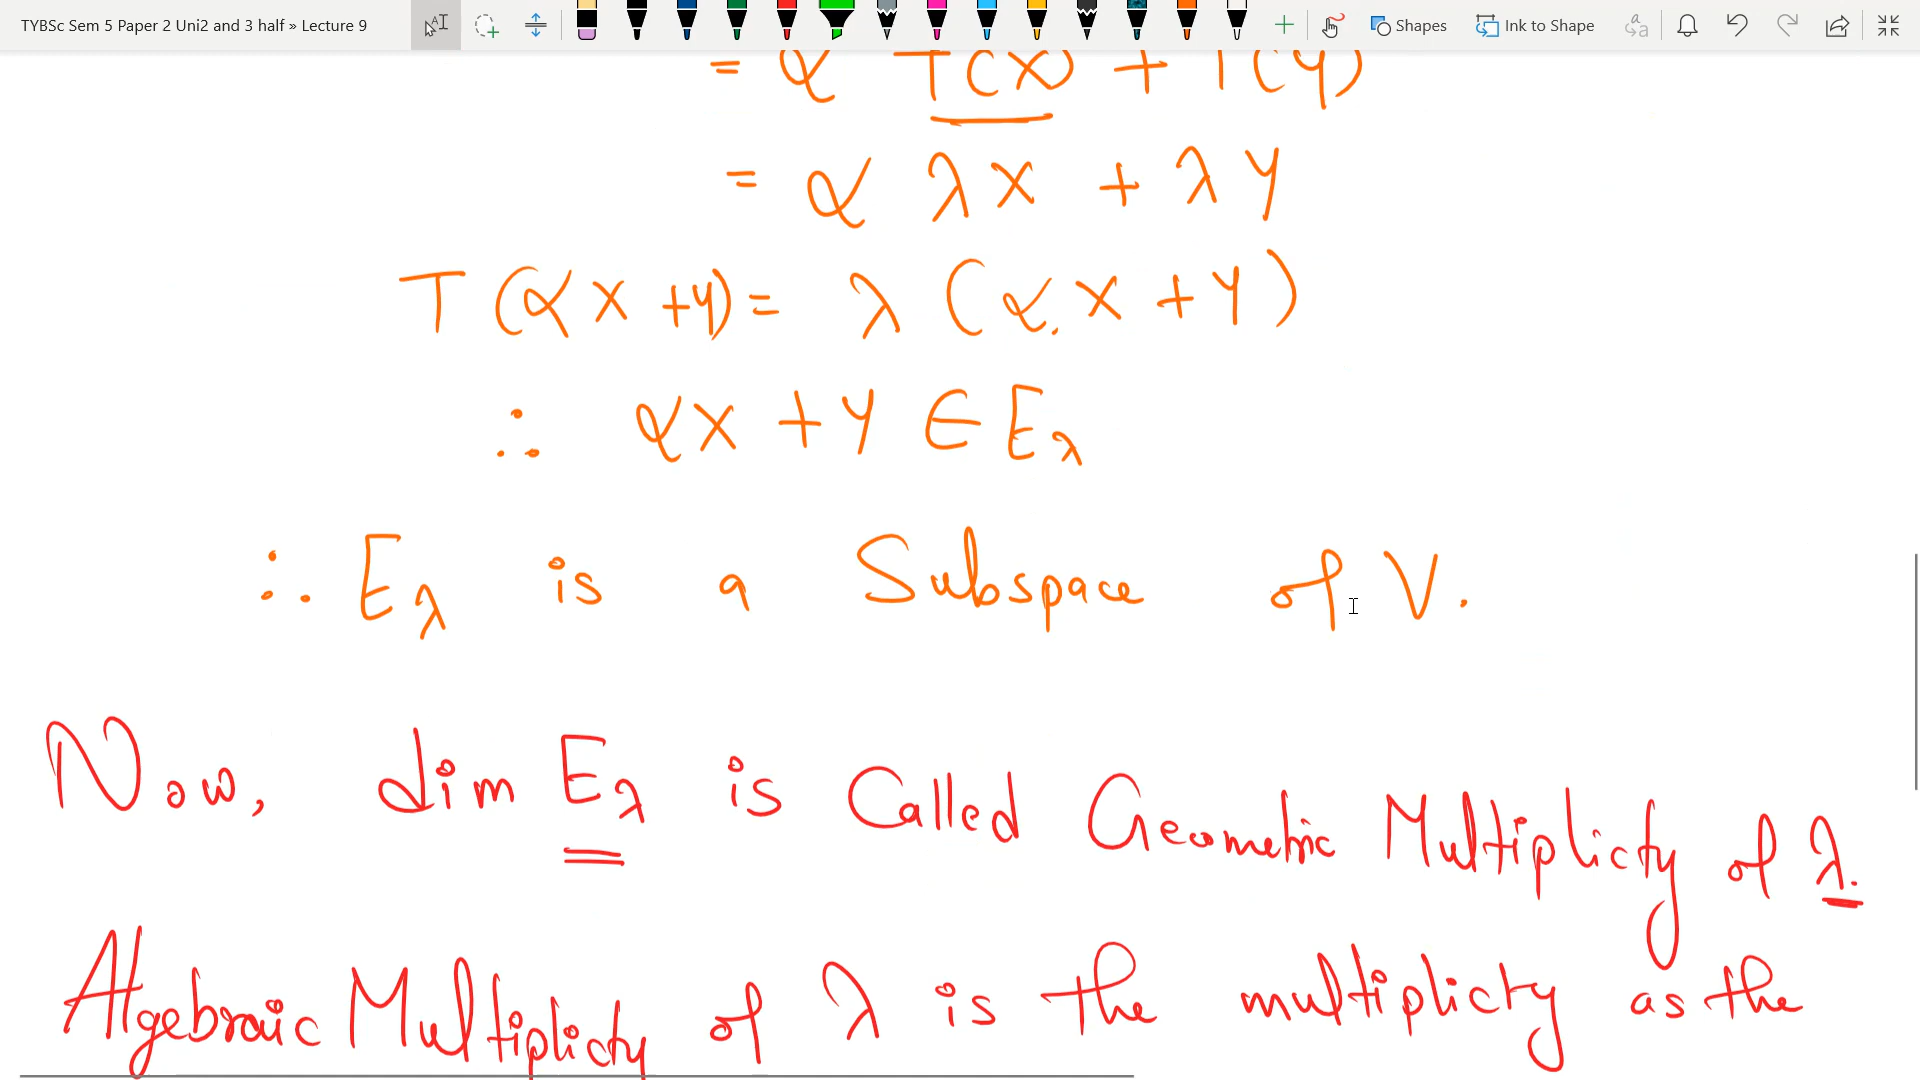 TYBSc Sem 5 Paper 2 Uni2 and 3 half » Lecture 9 Shapes Ink to Shape
= α T(X) + T(Y)
= α λX + λY
T(αX + Y) = λ(α.X + Y)
∴ αX + Y ∈ Eλ
∴ Eλ is a Subspace of V.
Now, dim Eλ is Called Geometric Multiplicty of λ.
Algebraic Multiplicty of λ is the multiplicty as the